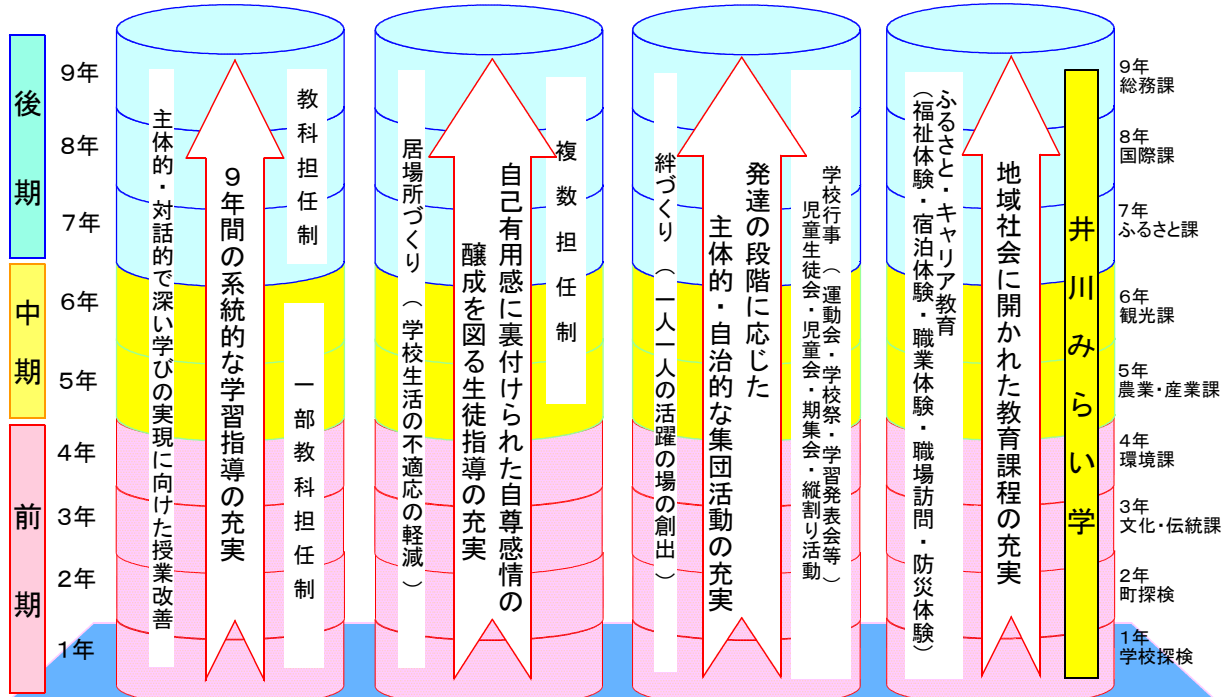 後期
中期
前期
9年
8年
7年
6年
5年
4年
3年
2年
1年
主体的・対話的で深い学びの実現に向けた授業改善
9年間の系統的な学習指導の充実
教科担任制
一部教科担任制
居場所づくり (学校生活の不適応の軽減)
自己有用感に裏付けられた自尊感情の
醸成を図る生徒指導の充実
複数担任制
絆づくり (一人一人の活躍の場の創出)
発達の段階に応じた
主体的・自治的な集団活動の充実
学校行事 (運動会・学校祭・学習発表会等)
児童生徒会・児童会・期集会・縦割り活動
ふるさと・キャリア教育
(福祉体験・宿泊体験・職業体験・職場訪問・防災体験)
地域社会に開かれた教育課程の充実
井川みらい学
9年
総務課
8年
国際課
7年
ふるさと課
6年
観光課
5年
農業・産業課
4年
環境課
3年
文化・伝統課
2年
町探検
1年
学校探検